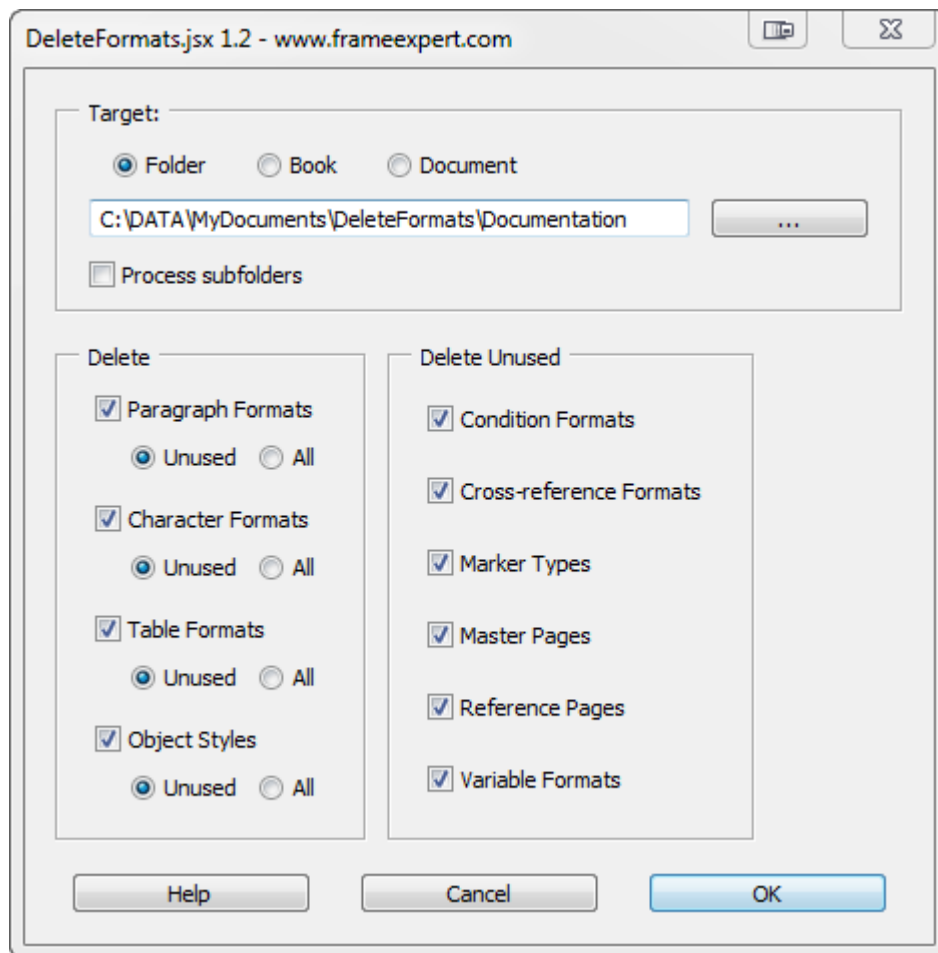 DeleteFormats.jsx 1.2 - www.frameexpert.com
Target:
Folder Book Document
C:\DATA\MyDocuments\DeleteFormats\Documentation ...
Process subfolders
Delete
Paragraph Formats
Unused All
Character Formats
Unused All
Table Formats
Unused All
Object Styles
Unused All
Delete Unused
Condition Formats
Cross-reference Formats
Marker Types
Master Pages
Reference Pages
Variable Formats
Help Cancel OK